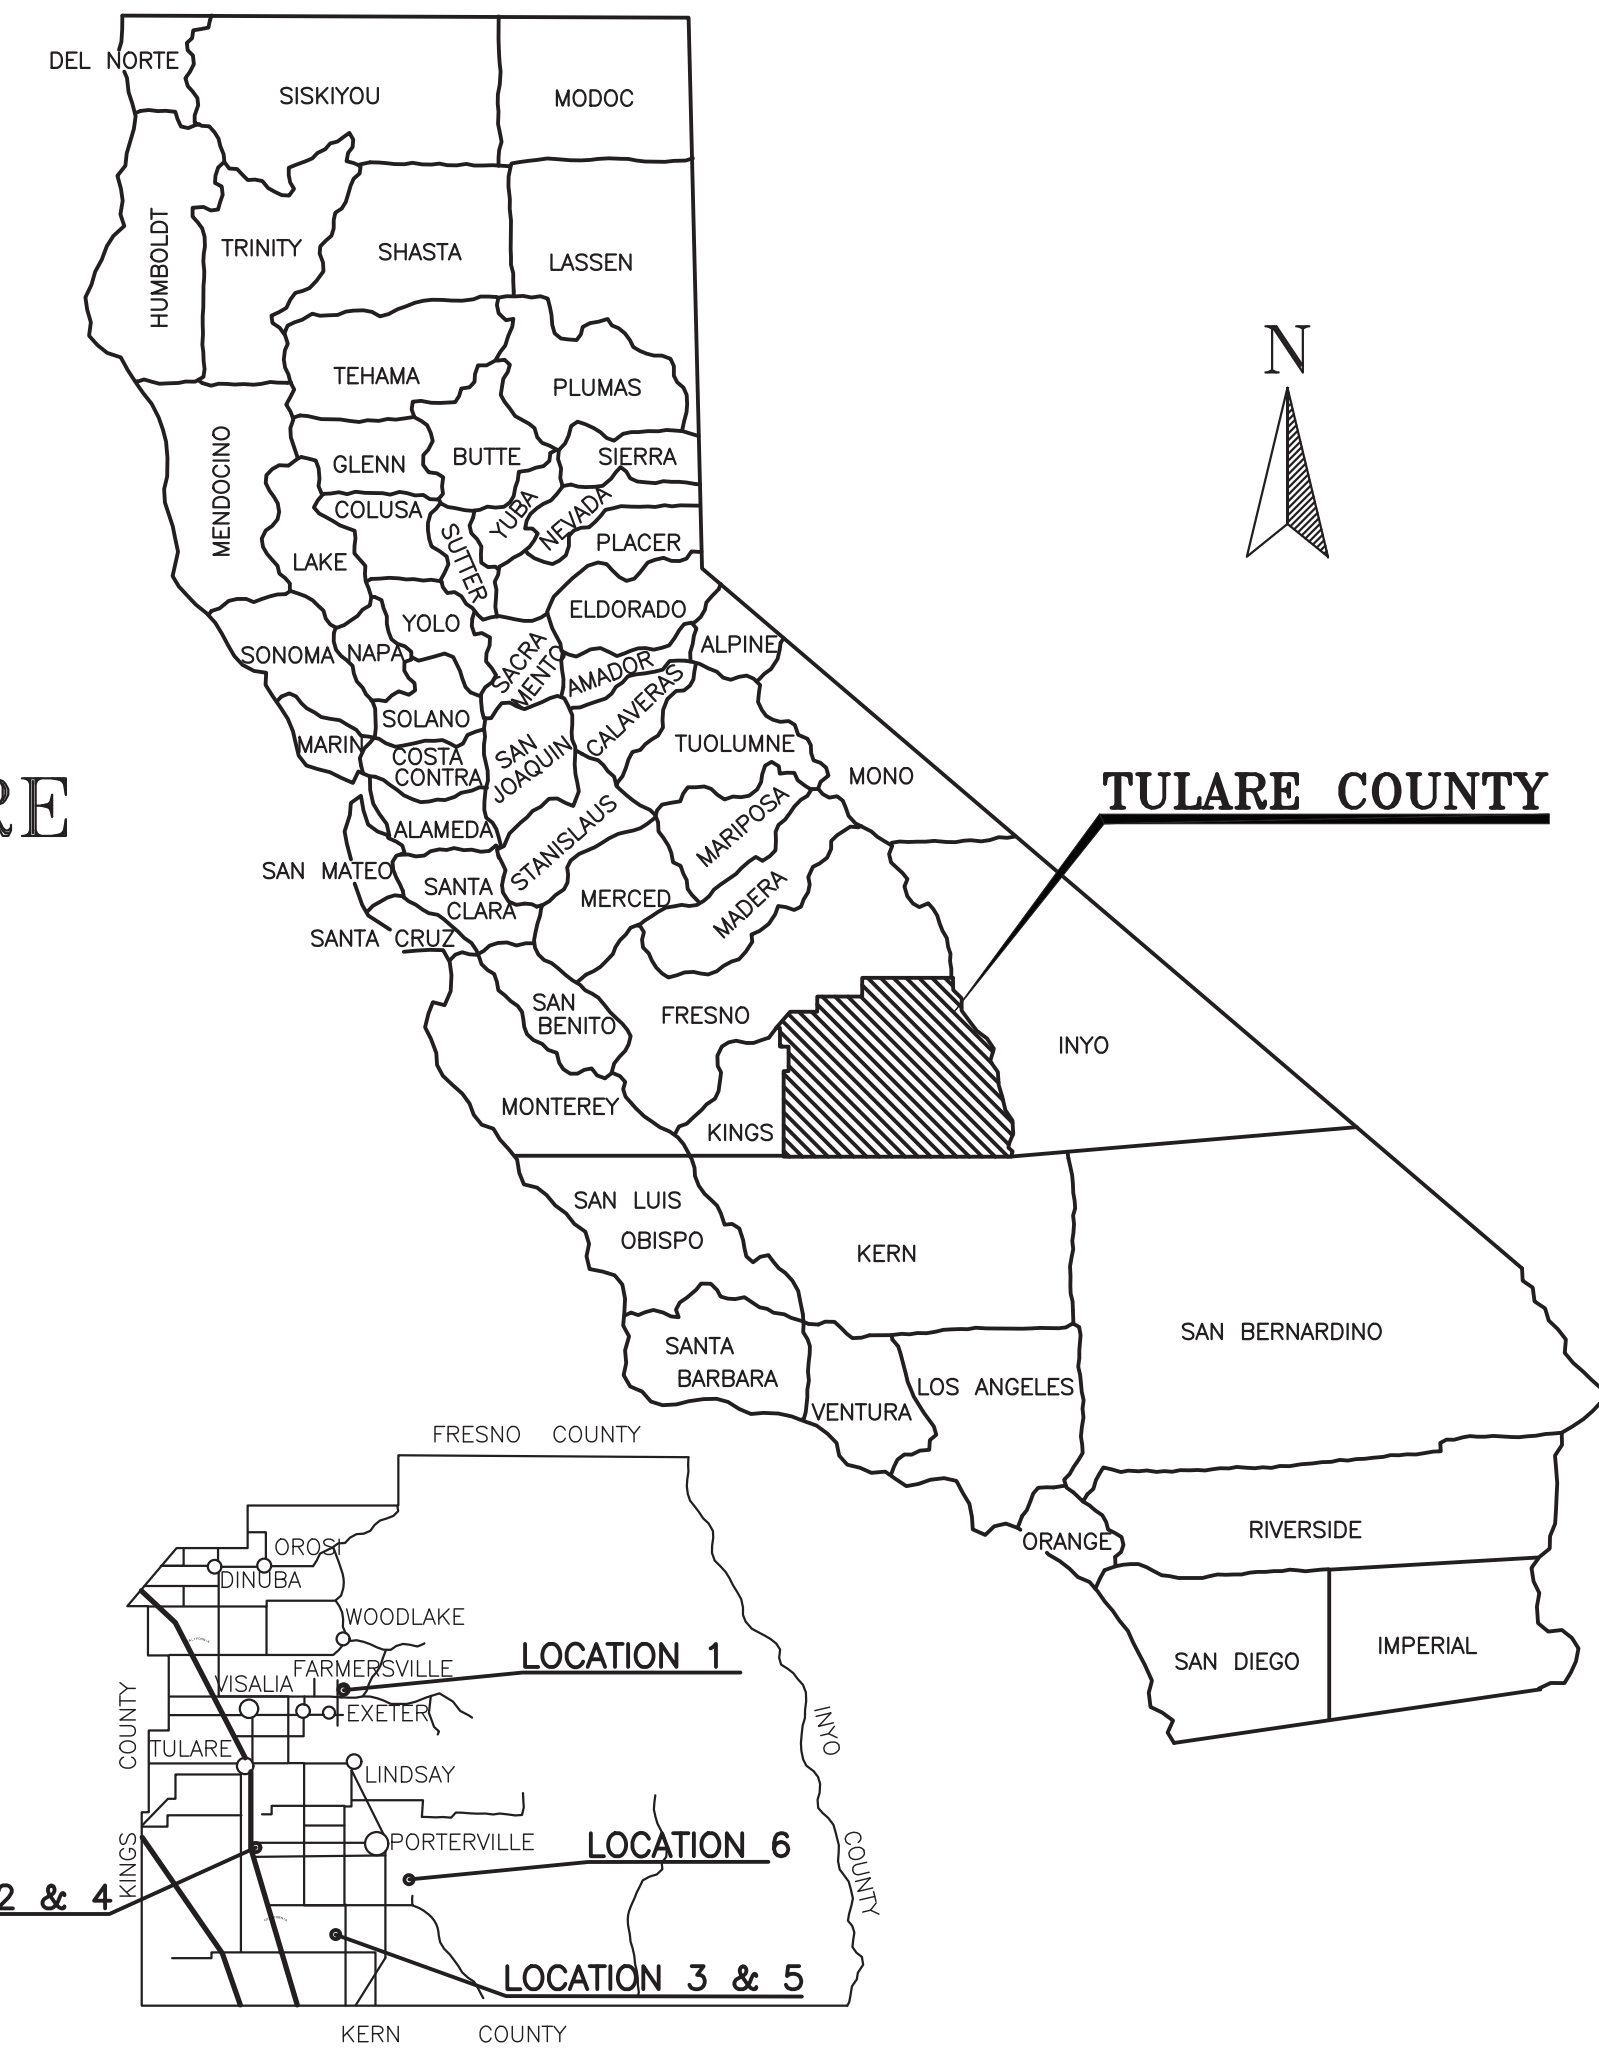 DEL NORTE
SISKIYOU
MODOC
HUMBOLDT
TRINITY
SHASTA
LASSEN
N
TEHAMA
PLUMAS
MENDOCINO
GLENN
BUTTE
SIERRA
COLUSA
YUBA
NEVADA
SUTTER
PLACER
LAKE
ELDORADO
YOLO
SONOMA
NAPA
SACRA
MENTO
ALPINE
AMADOR
CALAVERAS
SOLANO
MARIN
COSTA
CONTRA
SAN
JOAQUIN
TUOLUMNE
MONO
RE
TULARE COUNTY
ALAMEDA
STANISLAUS
MARIPOSA
SAN MATEO
SANTA
CLARA
MERCED
MADERA
SANTA CRUZ
SAN
BENITO
FRESNO
INYO
MONTEREY
KINGS
SAN LUIS
OBISPO
KERN
SAN BERNARDINO
SANTA
BARBARA
VENTURA
LOS ANGELES
ORANGE
RIVERSIDE
SAN DIEGO
IMPERIAL
FRESNO COUNTY
OROSI
DINUBA
WOODLAKE
LOCATION 1
FARMERSVILLE
VISALIA
EXETER
TULARE
LINDSAY
PORTERVILLE
LOCATION 6
2 & 4
LOCATION 3 & 5
KINGS COUNTY
INYO COUNTY
KERN COUNTY